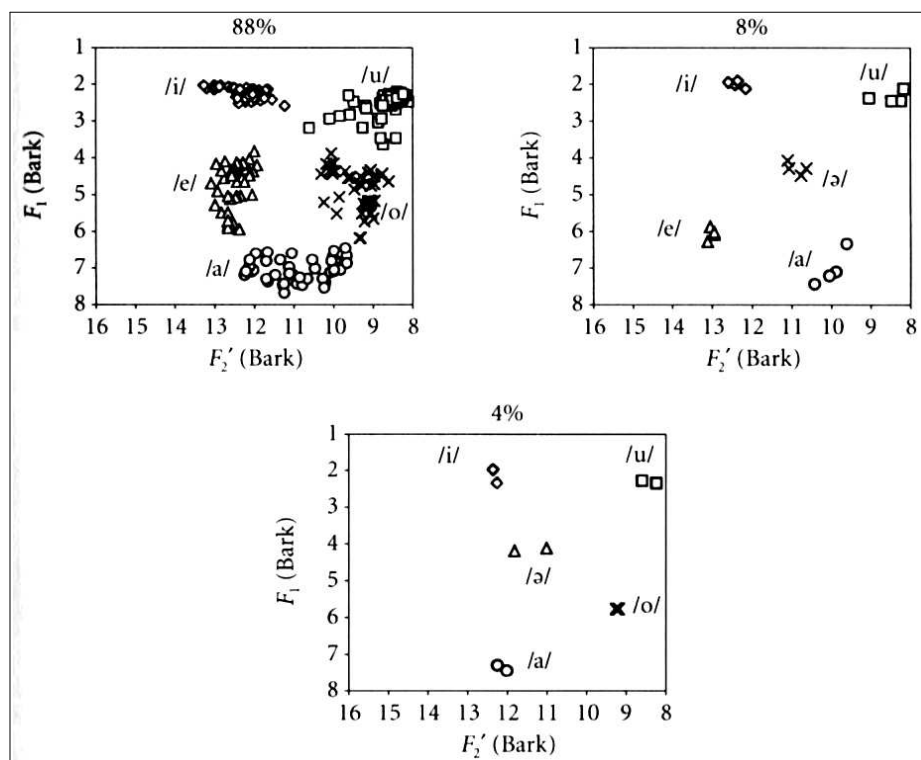 88%
1
2
3
4
5
6
7
8
F₁ (Bark)
/i/
/u/
/e/
/o/
/a/
16 15 14 13 12 11 10 9 8
F₂′ (Bark)
8%
1
2
3
4
5
6
7
8
F₁ (Bark)
/i/
/u/
/ə/
/e/
/a/
16 15 14 13 12 11 10 9 8
F₂′ (Bark)
4%
1
2
3
4
5
6
7
8
F₁ (Bark)
/i/
/u/
/ə/
/o/
/a/
16 15 14 13 12 11 10 9 8
F₂′ (Bark)